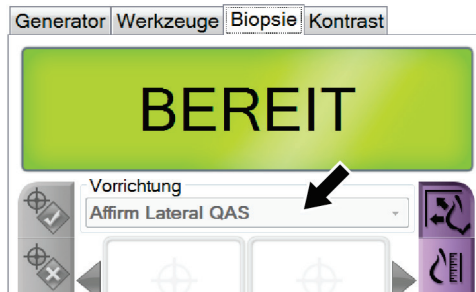 Generator Werkzeuge Biopsie Kontrast
BEREIT
Vorrichtung
Affirm Lateral QAS